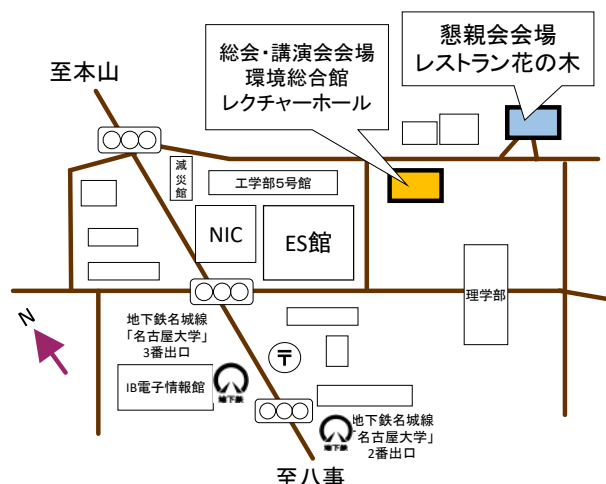 懇親会会場
レストラン花の木
総会・講演会会場
環境総合館
レクチャーホール
至本山
減災館
工学部5号館
NIC
ES館
理学部
N
地下鉄名城線
「名古屋大学」
3番出口
〒
IB電子情報館
地下鉄
地下鉄名城線
「名古屋大学」
2番出口
地下鉄
至八事